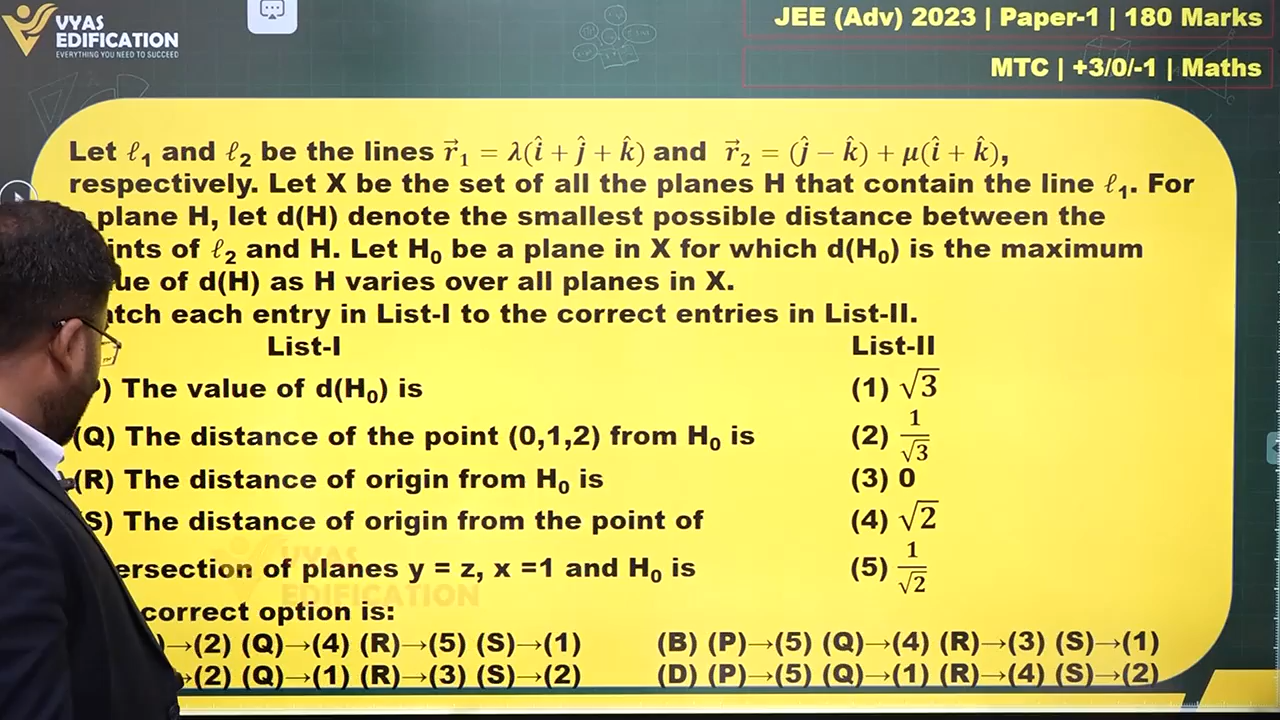 VYAS
EDIFICATION
EVERYTHING YOU NEED TO SUCCEED
JEE (Adv) 2023 | Paper-1 | 180 Marks
MTC | +3/0/-1 | Maths
Let ℓ₁ and ℓ₂ be the lines r⃗₁ = λ(î + ĵ + k̂) and r⃗₂ = (ĵ − k̂) + μ(î + k̂),
respectively. Let X be the set of all the planes H that contain the line ℓ₁. For
plane H, let d(H) denote the smallest possible distance between the
nts of ℓ₂ and H. Let H₀ be a plane in X for which d(H₀) is the maximum
ue of d(H) as H varies over all planes in X.
tch each entry in List-I to the correct entries in List-II.
List-I List-II
) The value of d(H₀) is (1) √3
(Q) The distance of the point (0,1,2) from H₀ is (2) 1/√3
(R) The distance of origin from H₀ is (3) 0
S) The distance of origin from the point of (4) √2
ersection of planes y = z, x =1 and H₀ is (5) 1/√2
VYAS
EDIFICATION
correct option is:
)→(2) (Q)→(4) (R)→(5) (S)→(1) (B) (P)→(5) (Q)→(4) (R)→(3) (S)→(1)
→(2) (Q)→(1) (R)→(3) (S)→(2) (D) (P)→(5) (Q)→(1) (R)→(4) (S)→(2)